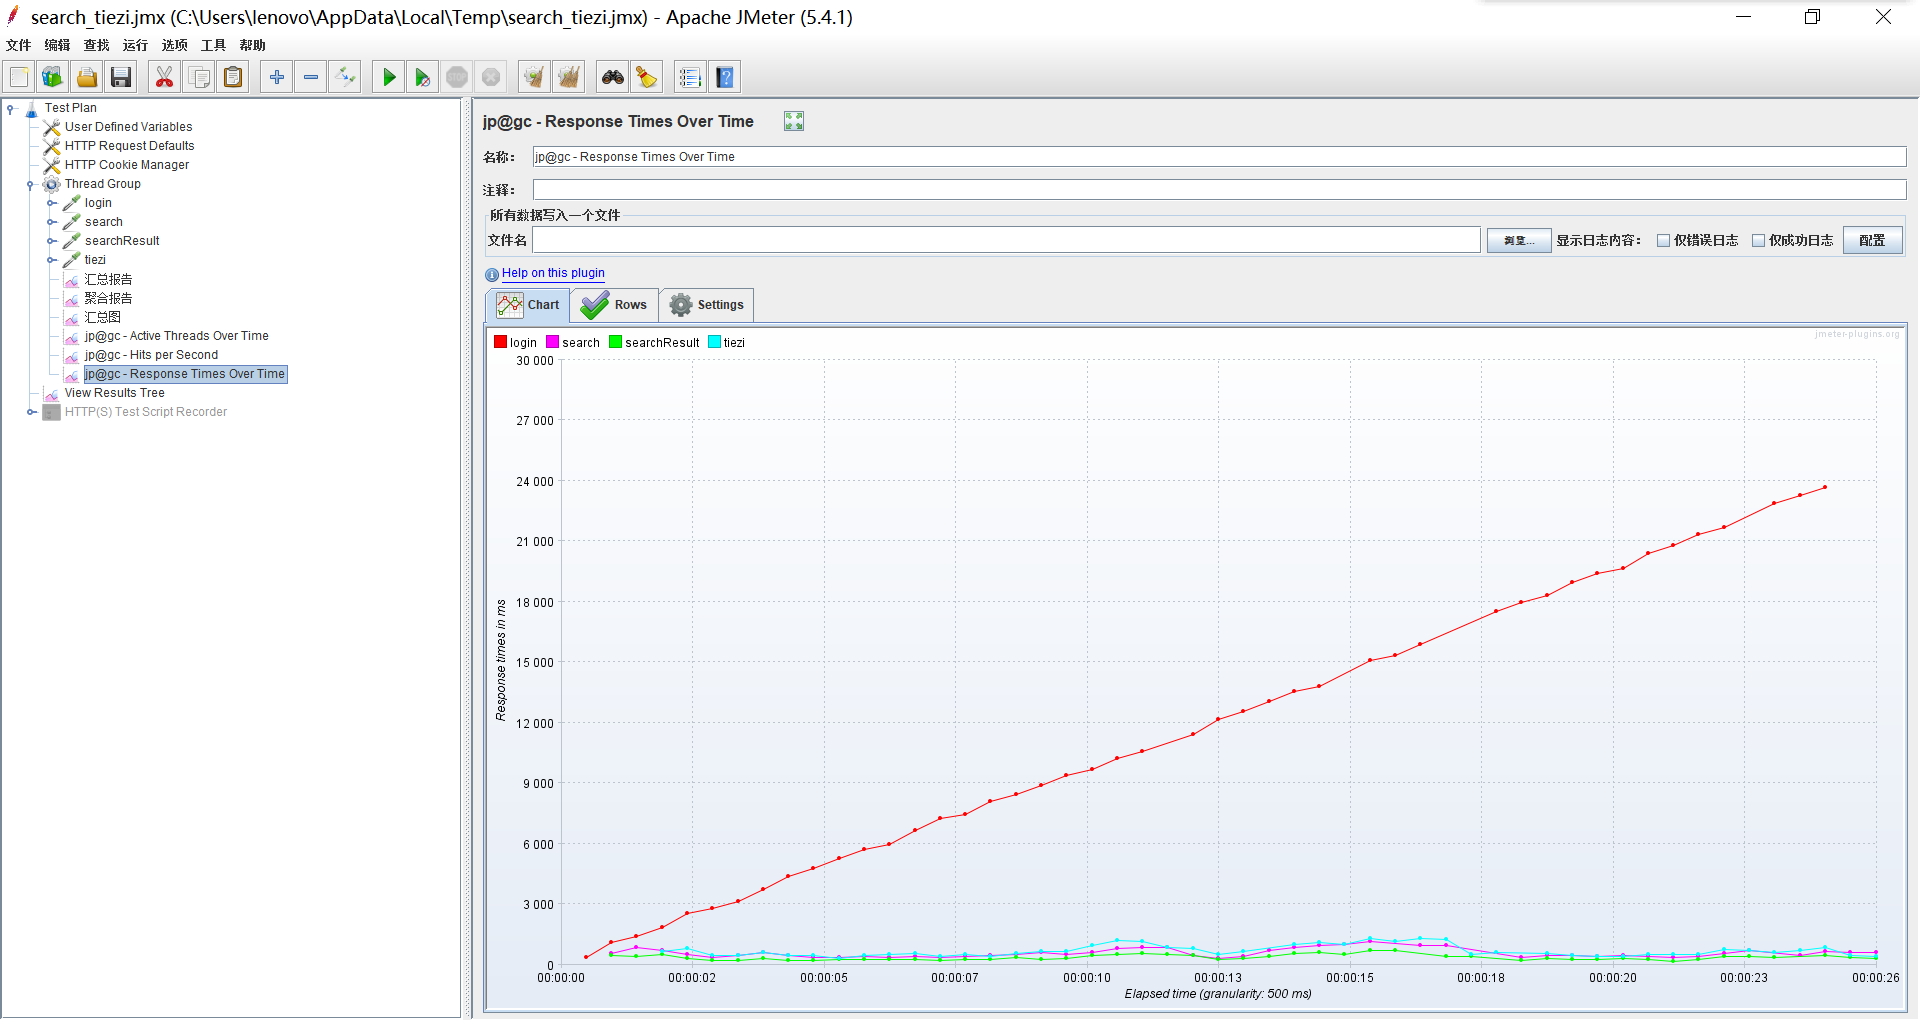 search_tiezi.jmx (C:\Users\lenovo\AppData\Local\Temp\search_tiezi.jmx) - Apache JMeter (5.4.1)
文件 编辑 查找 运行 选项 工具 帮助
STOP
Test Plan
User Defined Variables
HTTP Request Defaults
HTTP Cookie Manager
Thread Group
login
search
searchResult
tiezi
汇总报告
聚合报告
汇总图
jp@gc - Active Threads Over Time
jp@gc - Hits per Second
jp@gc - Response Times Over Time
View Results Tree
HTTP(S) Test Script Recorder
jp@gc - Response Times Over Time
名称： jp@gc - Response Times Over Time
注释：
所有数据写入一个文件
文件名 浏览... 显示日志内容： 仅错误日志 仅成功日志 配置
Help on this plugin
Chart Rows Settings
jmeter-plugins.org
login search searchResult tiezi
30 000
27 000
24 000
21 000
18 000
15 000
12 000
9 000
6 000
3 000
0
Response times in ms
00:00:00 00:00:02 00:00:05 00:00:07 00:00:10 00:00:13 00:00:15 00:00:18 00:00:20 00:00:23 00:00:26
Elapsed time (granularity: 500 ms)